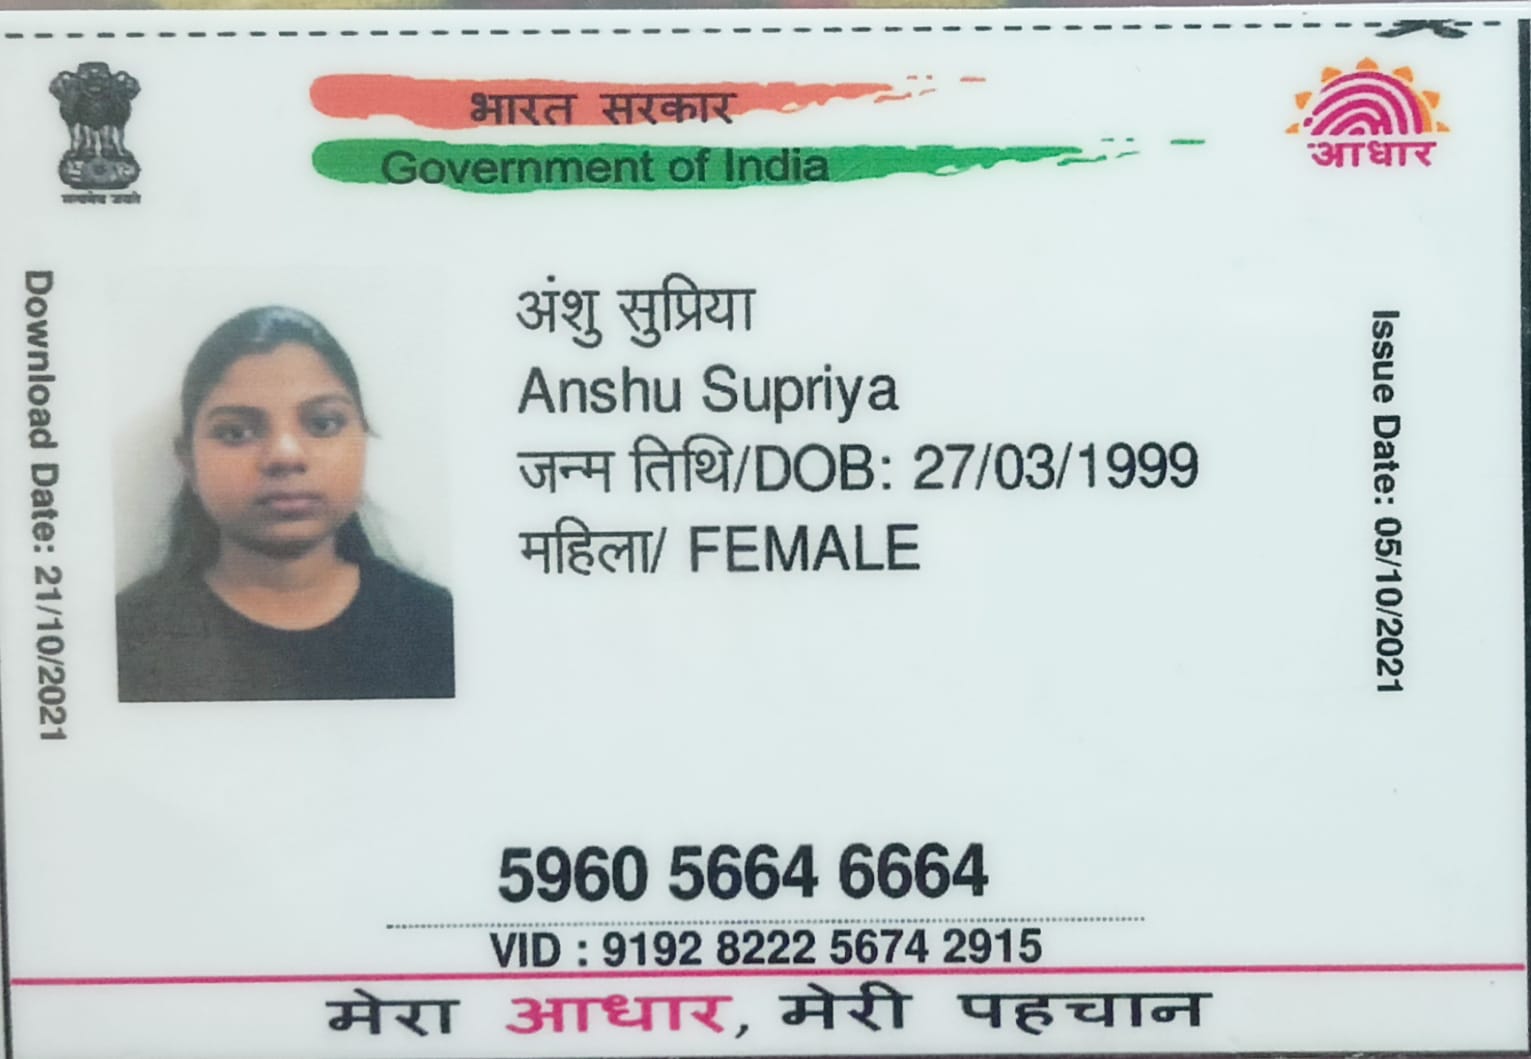 भारत सरकार
Government of India
सत्यमेव जयते
आधार
Download Date: 21/10/2021
अंशु सुप्रिया
Anshu Supriya
जन्म तिथि/DOB: 27/03/1999
महिला/ FEMALE
Issue Date: 05/10/2021
5960 5664 6664
VID : 9192 8222 5674 2915
मेरा आधार, मेरी पहचान